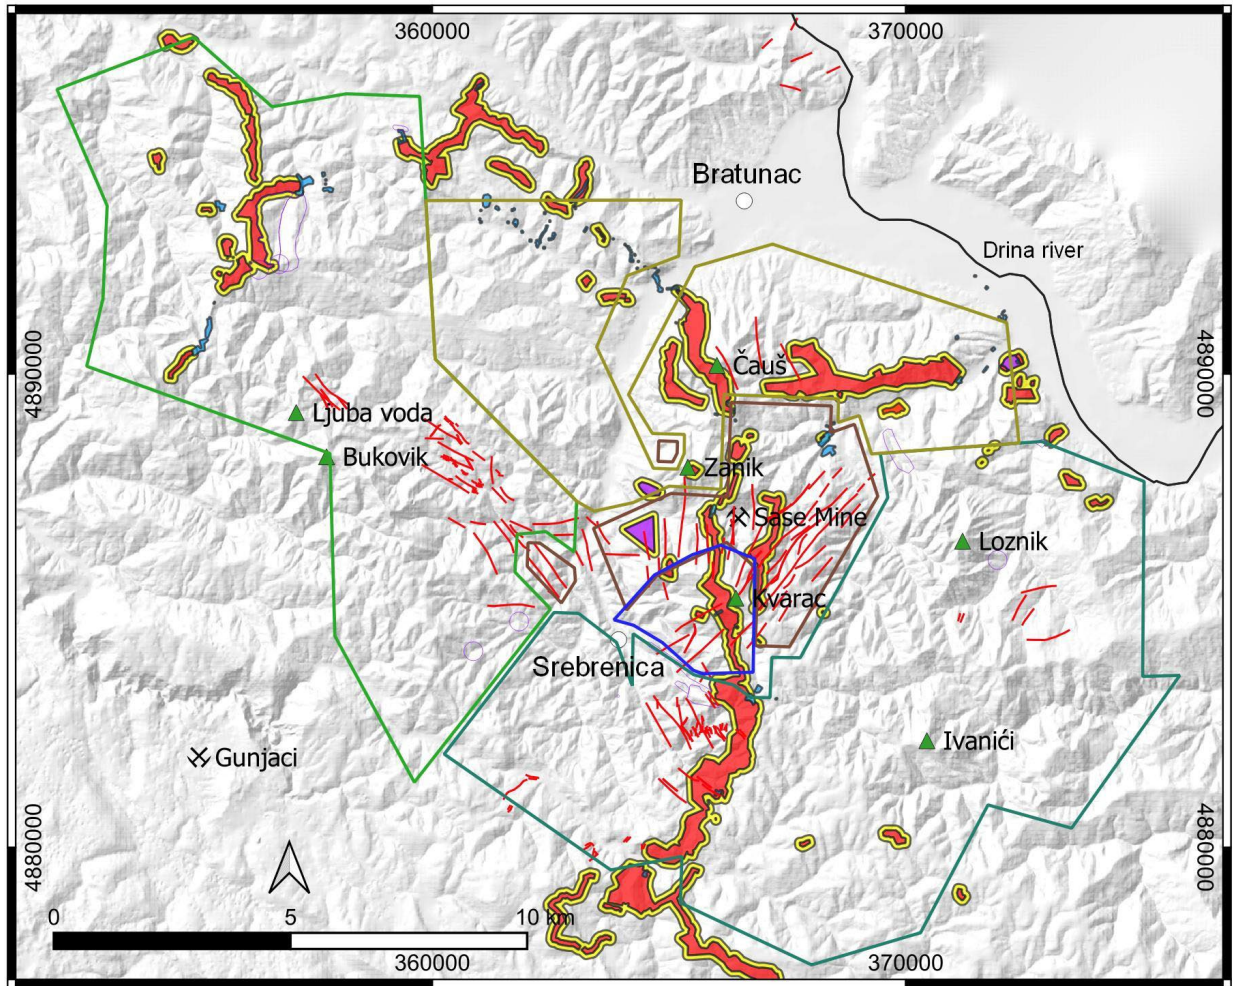 360000
370000
Bratunac
Drina river
4890000
4890000
Čauš
Ljuba voda
Bukovik
Zanik
Sase Mine
Loznik
Kvarac
Srebrenica
Ivanići
Gunjaci
4880000
4880000
0 5 10 km
360000
370000